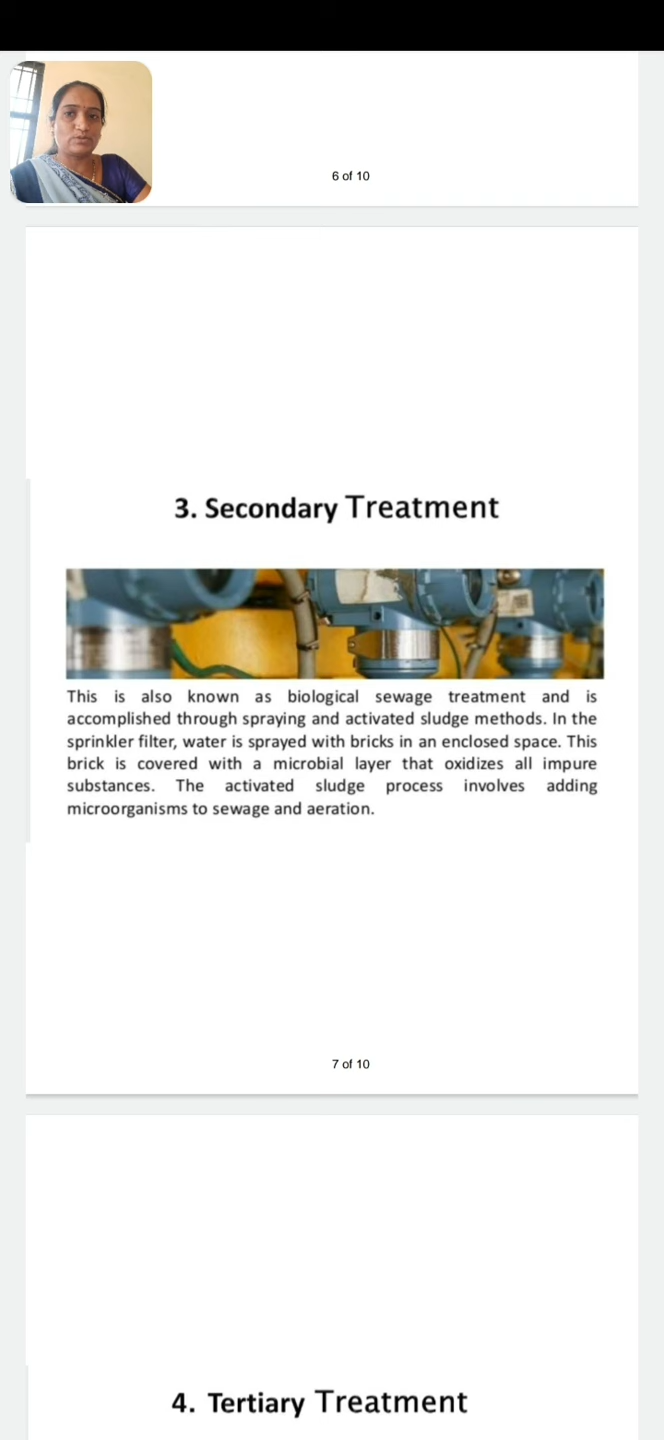 6 of 10
3. Secondary Treatment
This is also known as biological sewage treatment and is
accomplished through spraying and activated sludge methods. In the
sprinkler filter, water is sprayed with bricks in an enclosed space. This
brick is covered with a microbial layer that oxidizes all impure
substances. The activated sludge process involves adding
microorganisms to sewage and aeration.
7 of 10
4. Tertiary Treatment